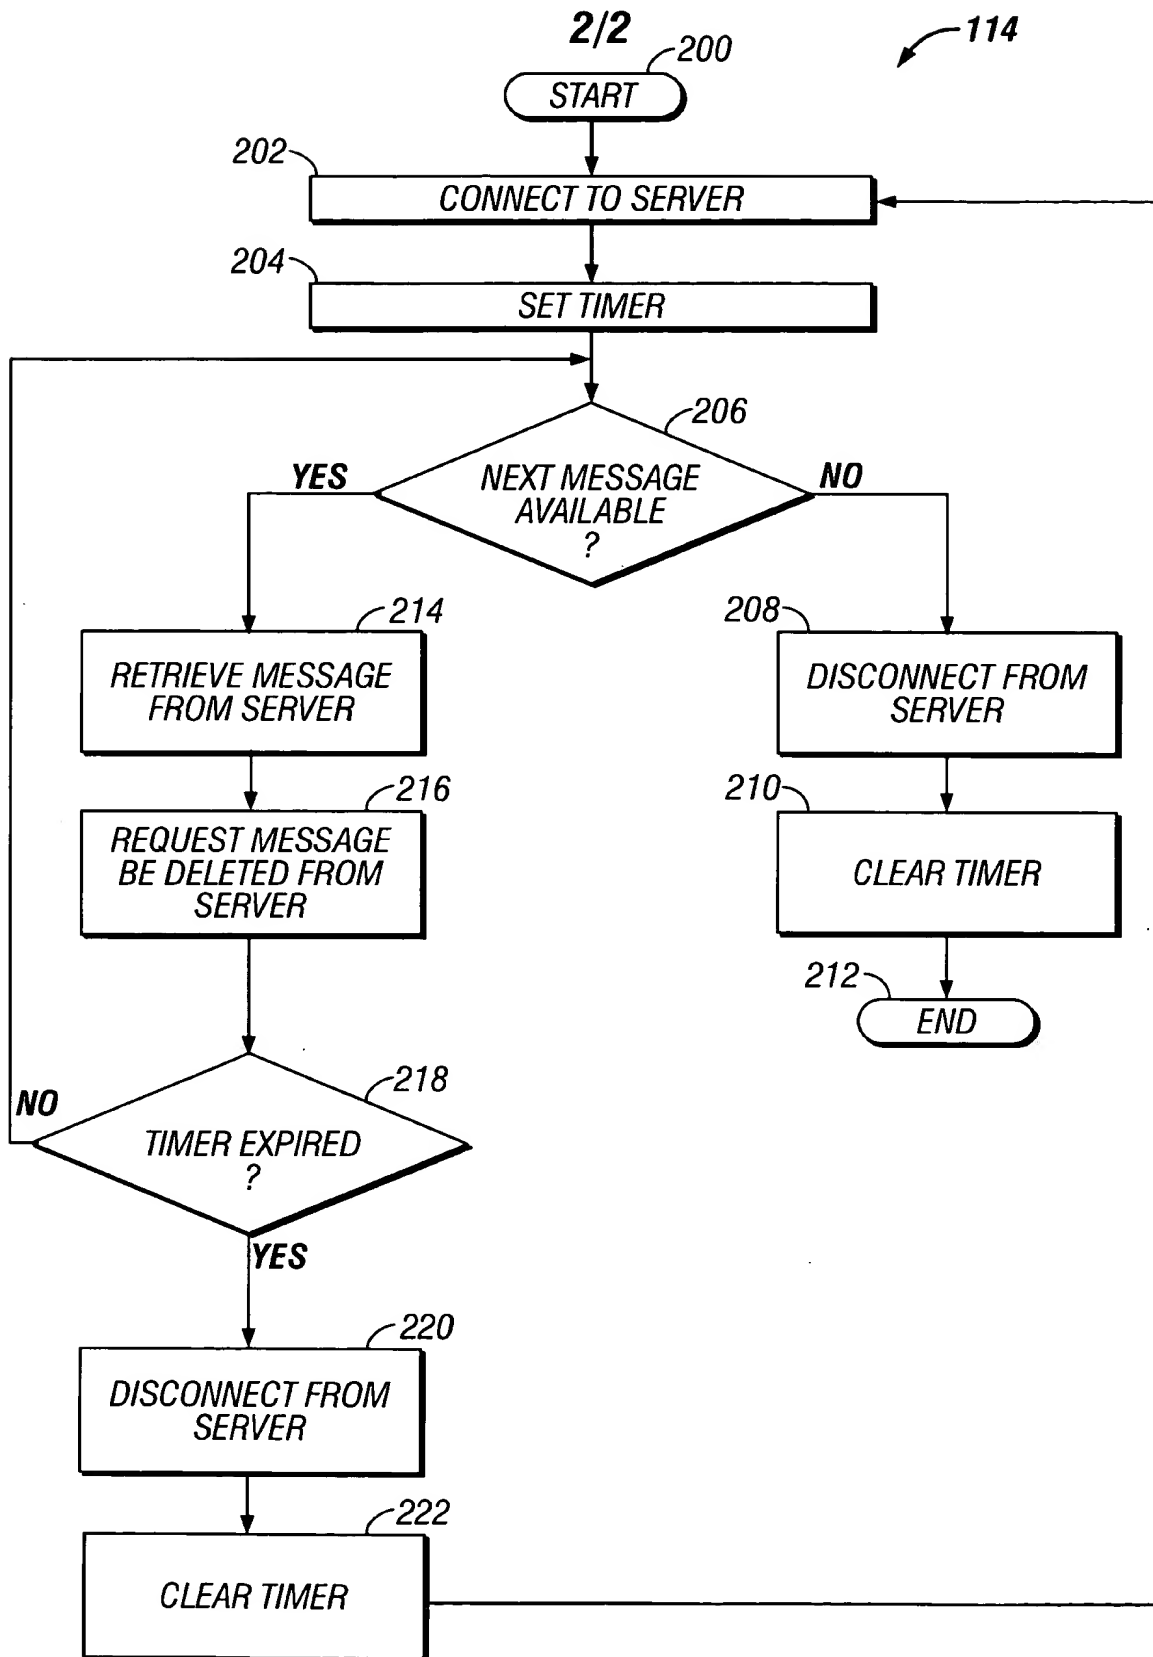 2/2
114
200
START
202
CONNECT TO SERVER
204
SET TIMER
206
NEXT MESSAGE
AVAILABLE
?
YES
NO
214
RETRIEVE MESSAGE
FROM SERVER
208
DISCONNECT FROM
SERVER
216
REQUEST MESSAGE
BE DELETED FROM
SERVER
210
CLEAR TIMER
212
END
218
TIMER EXPIRED
?
NO
YES
220
DISCONNECT FROM
SERVER
222
CLEAR TIMER